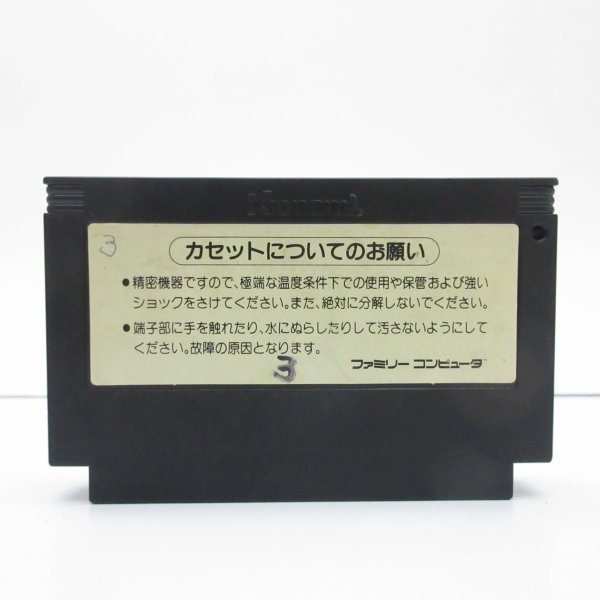 Konami
3
カセットについてのお願い
●精密機器ですので、極端な温度条件下での使用や保管および強い
ショックをさけてください。また、絶対に分解しないでください。
●端子部に手を触れたり、水にぬらしたりして汚さないようにして
ください。故障の原因となります。
3
ファミリーコンピュータ™